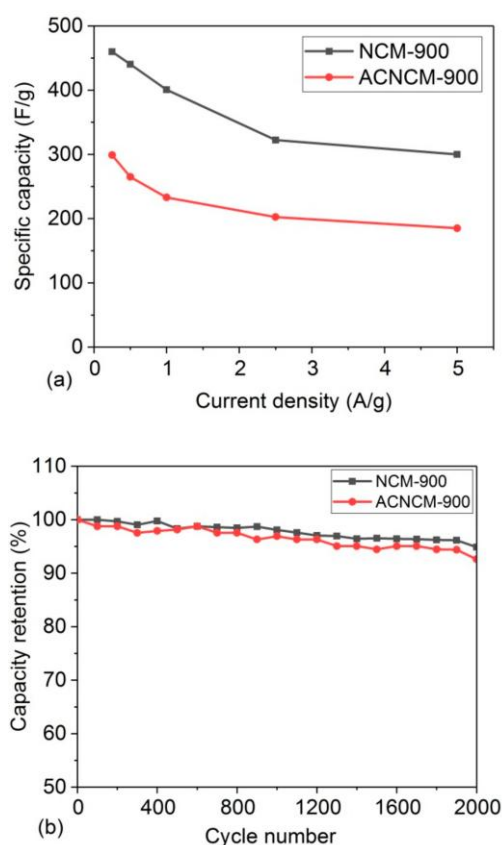 500
400
300
200
100
0
Specific capacity (F/g)
NCM-900
ACNCM-900
0 1 2 3 4 5
(a)
Current density (A/g)
110
100
90
80
70
60
50
Capacity retention (%)
NCM-900
ACNCM-900
0 400 800 1200 1600 2000
(b)
Cycle number